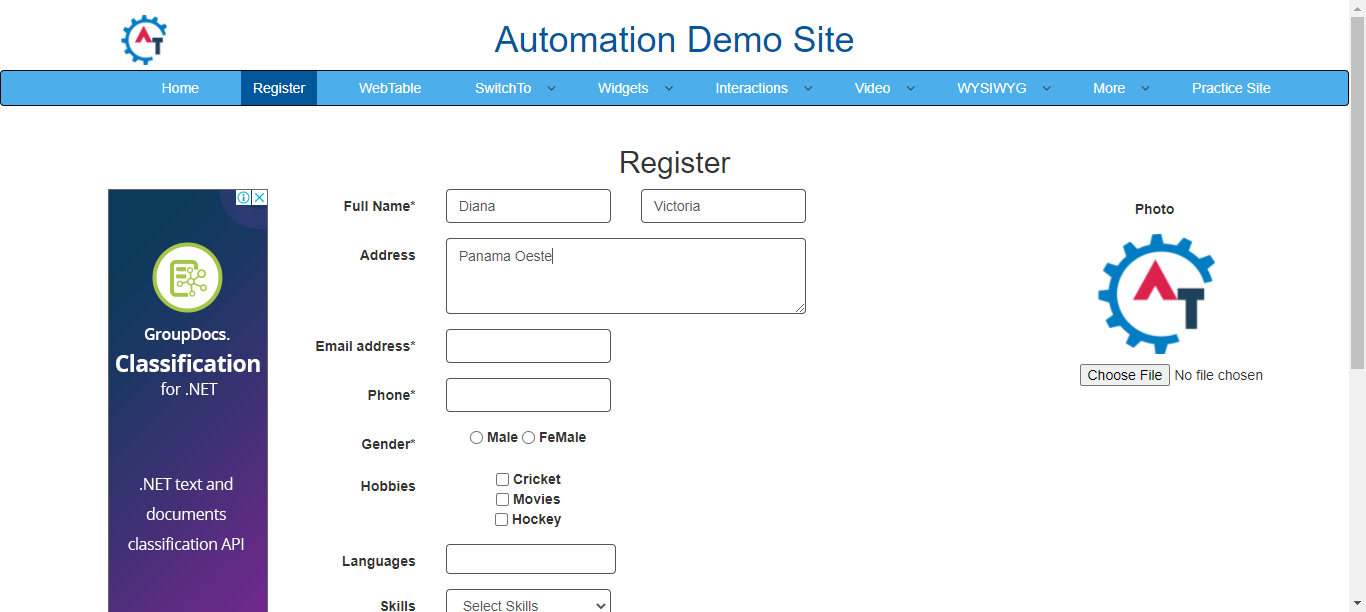 AT
Automation Demo Site
Home Register WebTable SwitchTo Widgets Interactions Video WYSIWYG More Practice Site
Register
Full Name* Diana Victoria
Photo
Address Panama Oeste
AT
Email address*
Choose File No file chosen
Phone*
Gender* Male FeMale
Hobbies Cricket
Movies
Hockey
Languages
Skills Select Skills
GroupDocs.
Classification
for .NET
.NET text and
documents
classification API